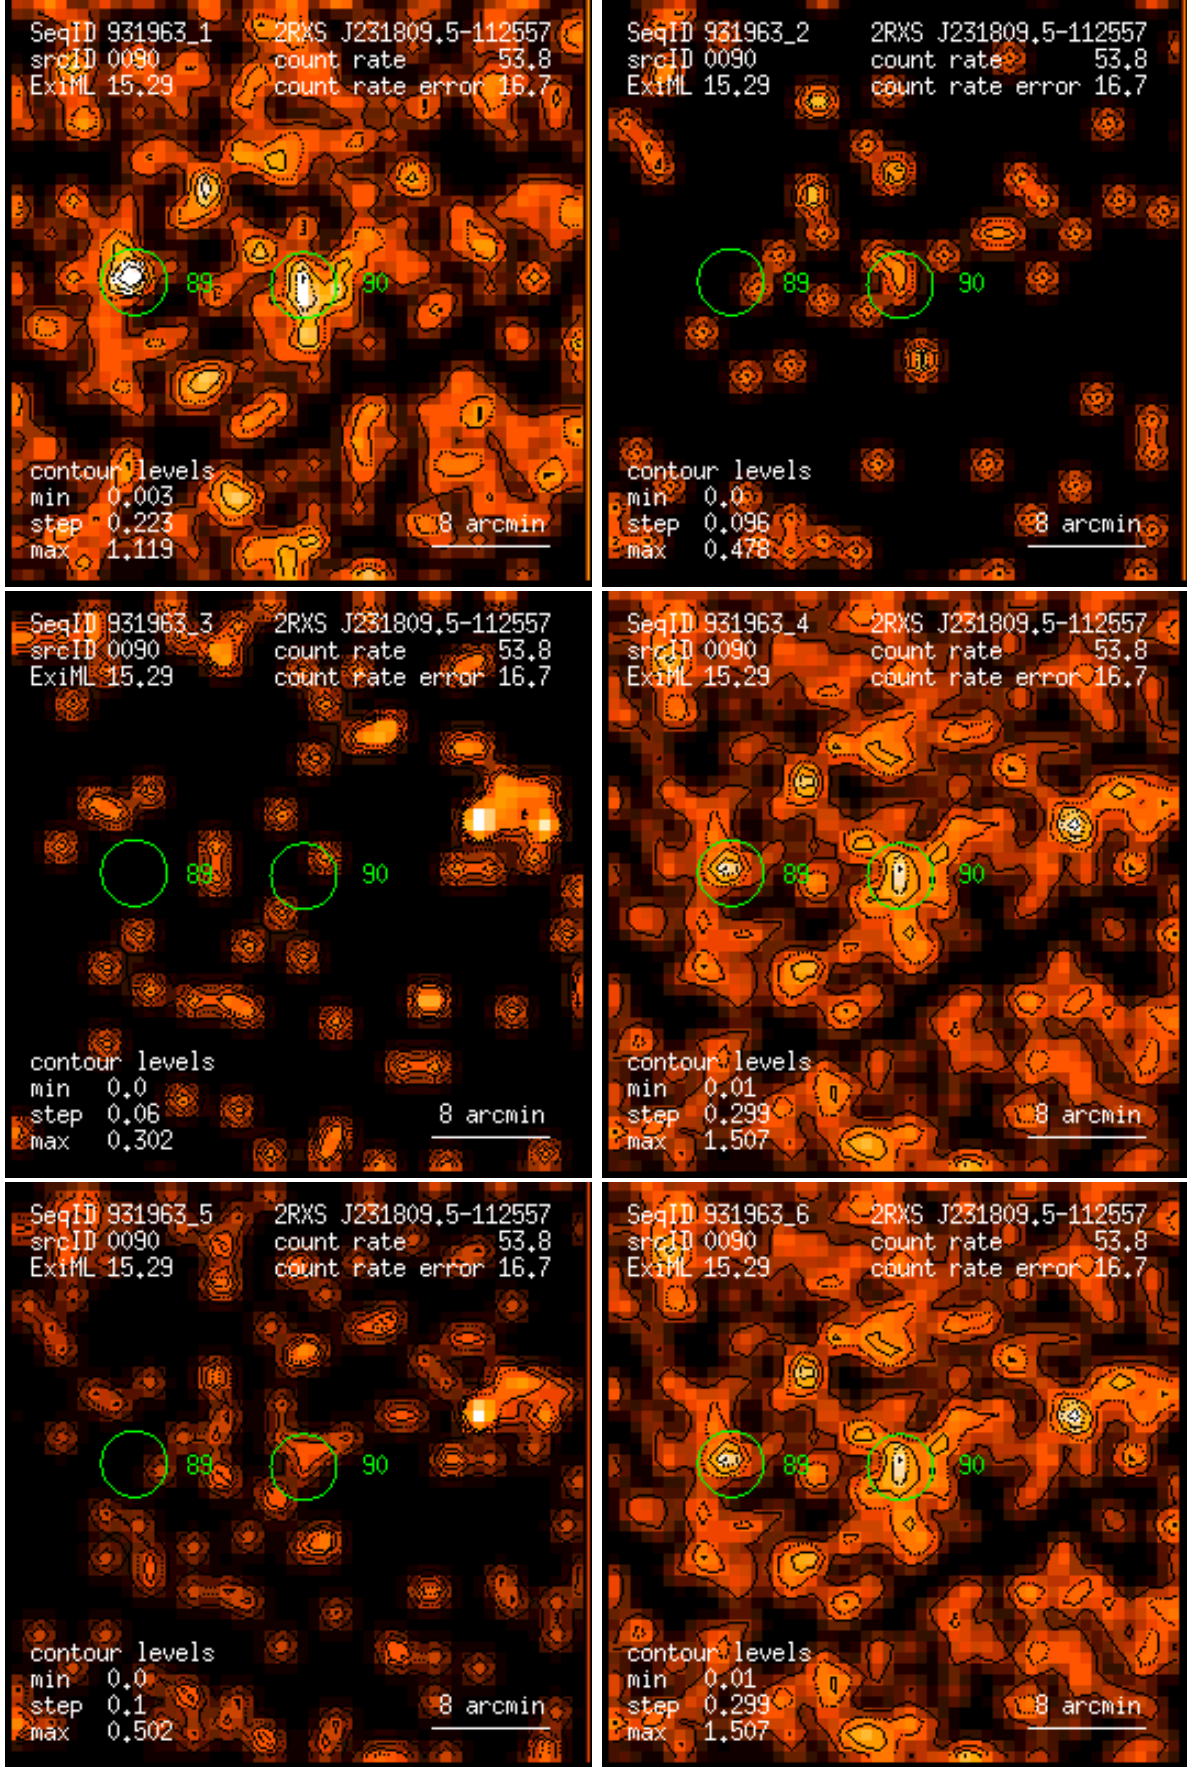 SeqID 931963_1 2RXS J231809.5-112557
srcID 0090 count rate 53.8
ExiML 15.29 count rate error 16.7
89 90
contour levels
min 0.003
step 0.223 8 arcmin
max 1.119
SeqID 931963_2 2RXS J231809.5-112557
srcID 0090 count rate 53.8
ExiML 15.29 count rate error 16.7
89 90
contour levels
min 0.0
step 0.096 8 arcmin
max 0.478
SeqID 931963_3 2RXS J231809.5-112557
srcID 0090 count rate 53.8
ExiML 15.29 count rate error 16.7
89 90
contour levels
min 0.0
step 0.06 8 arcmin
max 0.302
SeqID 931963_4 2RXS J231809.5-112557
srcID 0090 count rate 53.8
ExiML 15.29 count rate error 16.7
89 90
contour levels
min 0.01
step 0.299 8 arcmin
max 1.507
SeqID 931963_5 2RXS J231809.5-112557
srcID 0090 count rate 53.8
ExiML 15.29 count rate error 16.7
89 90
contour levels
min 0.0
step 0.1 8 arcmin
max 0.502
SeqID 931963_6 2RXS J231809.5-112557
srcID 0090 count rate 53.8
ExiML 15.29 count rate error 16.7
89 90
contour levels
min 0.01
step 0.299 8 arcmin
max 1.507